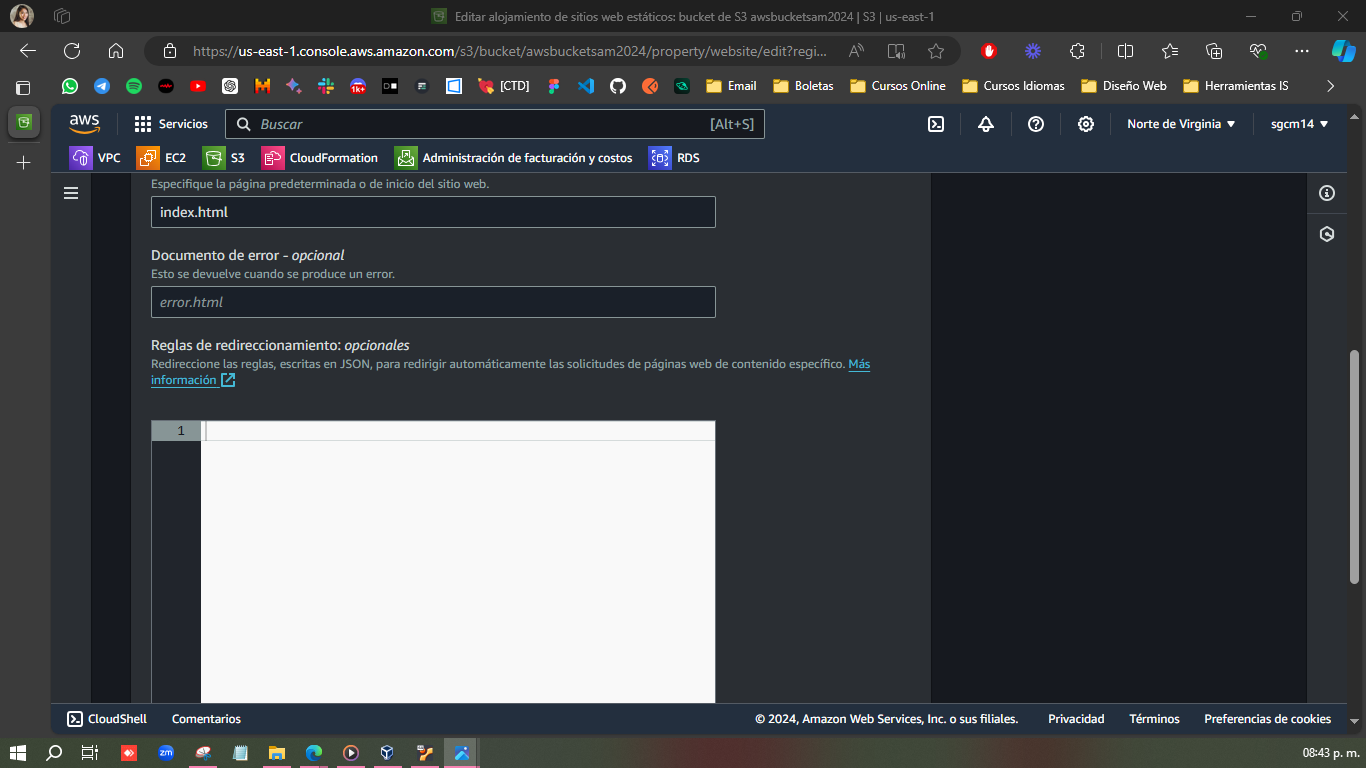 Editar alojamiento de sitios web estáticos: bucket de S3 awsbucketsam2024 | S3 | us-east-1
https://us-east-1.console.aws.amazon.com/s3/bucket/awsbucketsam2024/property/website/edit?regi...
1k+
[CTD]
Email
Boletas
Cursos Online
Cursos Idiomas
Diseño Web
Herramientas IS
aws
Servicios
Buscar
[Alt+S]
Norte de Virginia
sgcm14
VPC
EC2
S3
CloudFormation
Administración de facturación y costos
RDS
Especifique la página predeterminada o de inicio del sitio web.
index.html
Documento de error - opcional
Esto se devuelve cuando se produce un error.
error.html
Reglas de redireccionamiento: opcionales
Redireccione las reglas, escritas en JSON, para redirigir automáticamente las solicitudes de páginas web de contenido específico. Más
información
1
CloudShell
Comentarios
© 2024, Amazon Web Services, Inc. o sus filiales.
Privacidad
Términos
Preferencias de cookies
zm
08:43 p. m.